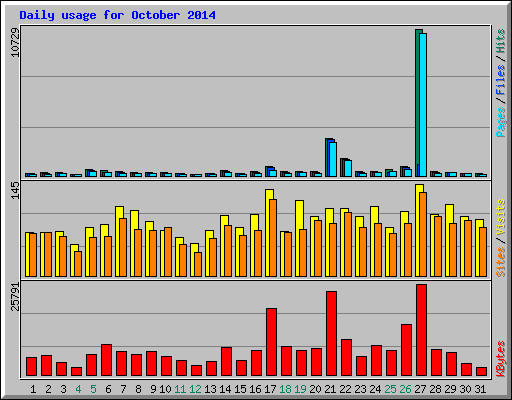 Daily usage for October 2014
10729
Pages / Files / Hits
145
Sites / Visits
25791
KBytes
1 2 3 4 5 6 7 8 9 10 11 12 13 14 15 16 17 18 19 20 21 22 23 24 25 26 27 28 29 30 31